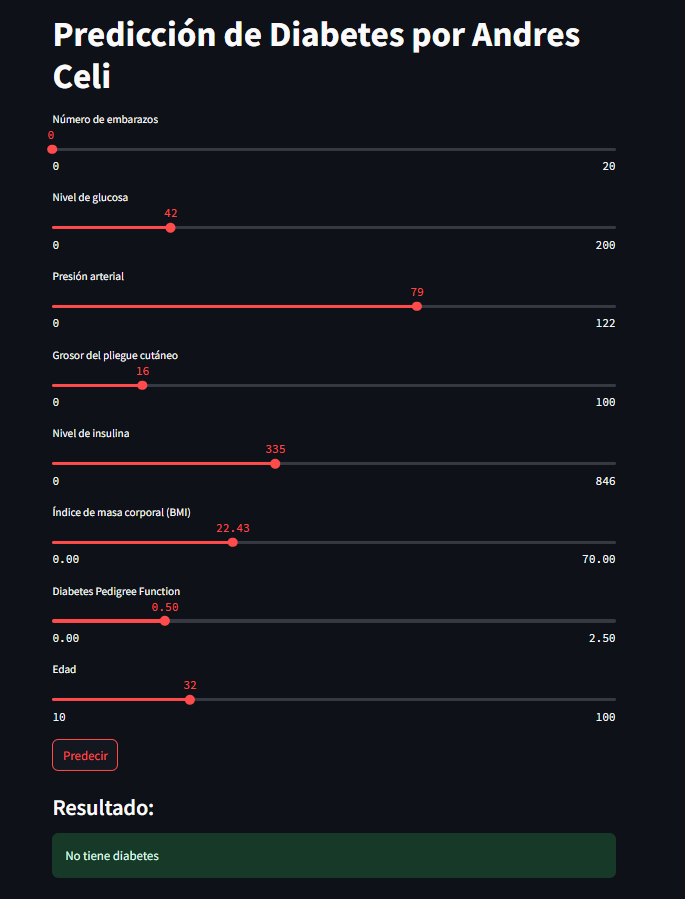 Predicción de Diabetes por Andres
Celi
Número de embarazos
0
0 20
Nivel de glucosa
42
0 200
Presión arterial
79
0 122
Grosor del pliegue cutáneo
16
0 100
Nivel de insulina
335
0 846
Índice de masa corporal (BMI)
22.43
0.00 70.00
Diabetes Pedigree Function
0.50
0.00 2.50
Edad
32
10 100
Predecir
Resultado:
No tiene diabetes